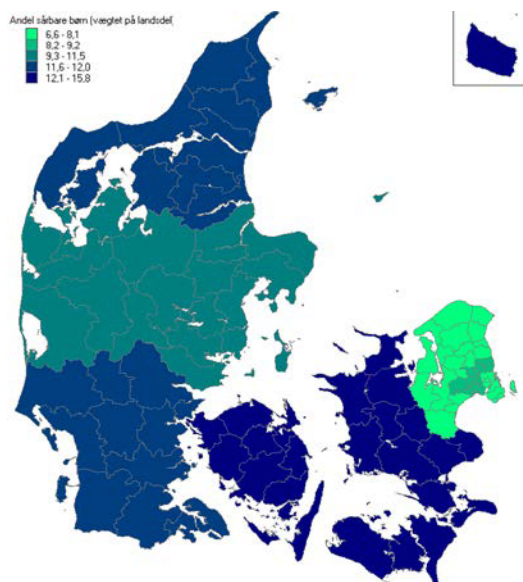 Andel sårbare børn (vægtet på landsdel)
6,6 - 8,1
8,2 - 9,2
9,3 - 11,5
11,6 - 12,0
12,1 - 15,8